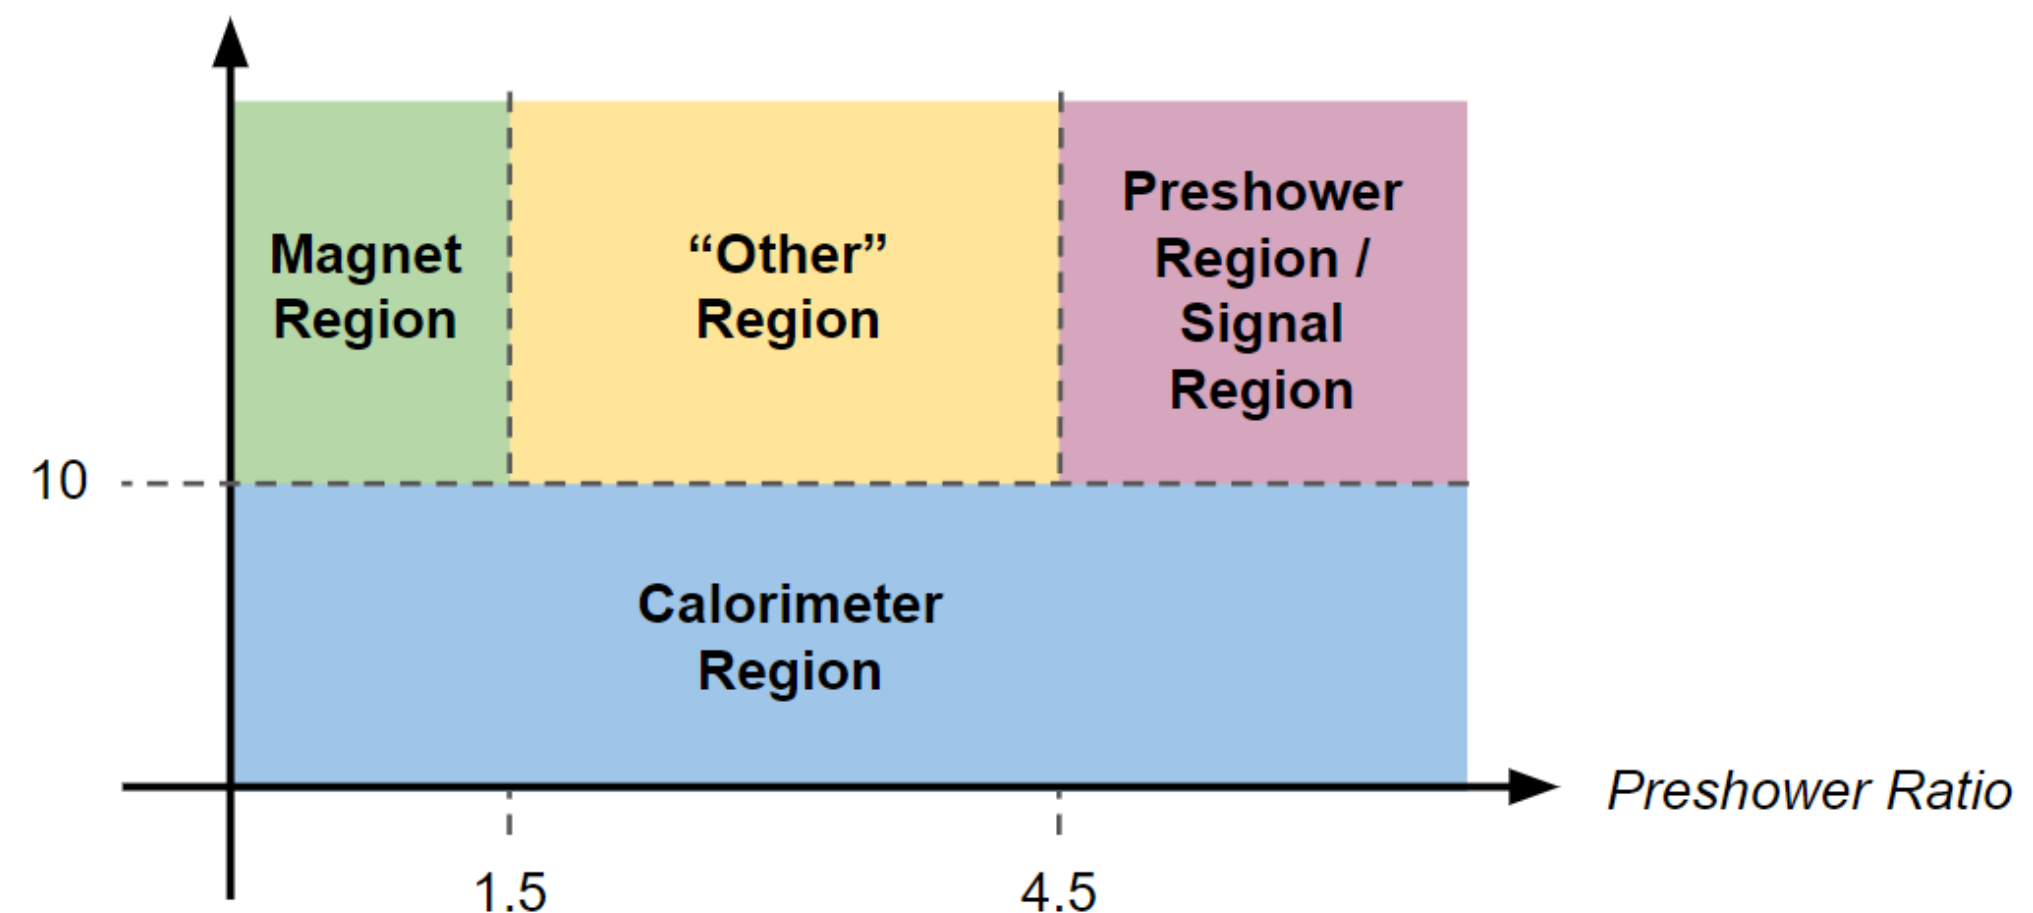 Magnet
Region
“Other”
Region
Preshower
Region /
Signal
Region
10
Calorimeter
Region
Preshower Ratio
1.5
4.5